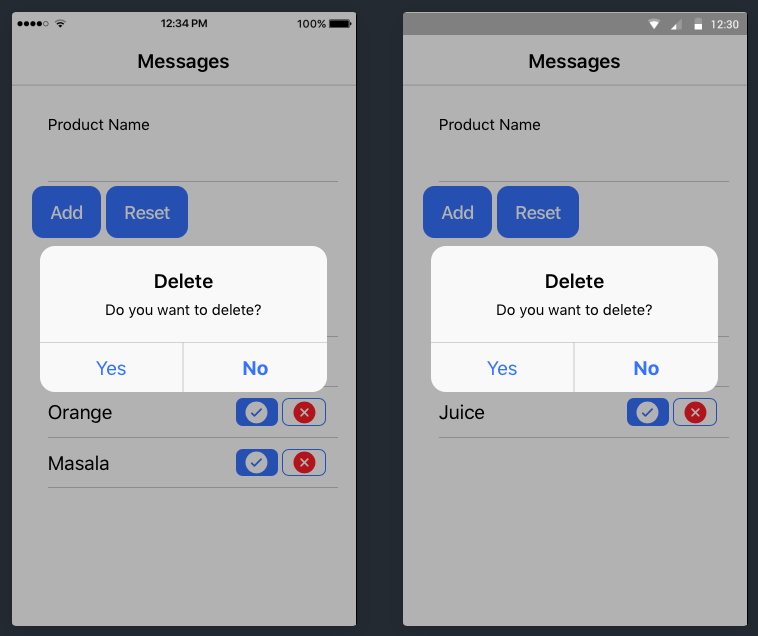 12:34 PM 100%
Messages
Product Name
Add Reset
Delete
Do you want to delete?
Yes No
Orange
Masala
12:30
Messages
Product Name
Add Reset
Delete
Do you want to delete?
Yes No
Juice